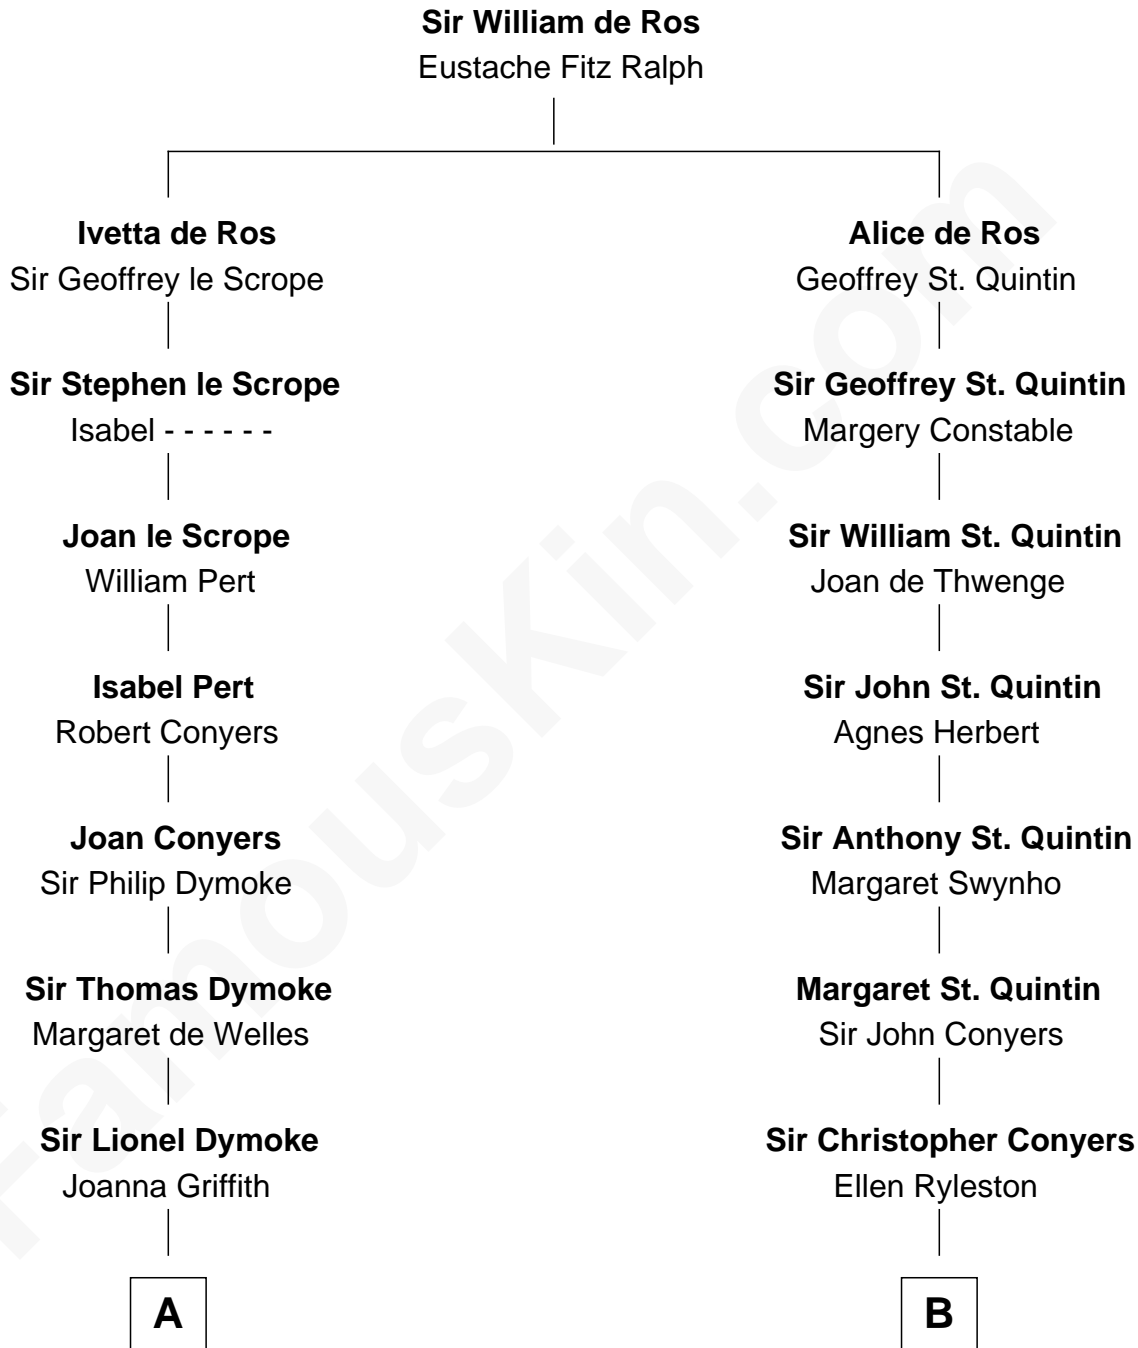 Sir William de Ros
Eustache Fitz Ralph
Ivetta de Ros
Sir Geoffrey le Scrope
Alice de Ros
Geoffrey St. Quintin
Sir Stephen le Scrope
Isabel - - - - - -
Sir Geoffrey St. Quintin
Margery Constable
Joan le Scrope
William Pert
Sir William St. Quintin
Joan de Thwenge
Isabel Pert
Robert Conyers
Sir John St. Quintin
Agnes Herbert
Joan Conyers
Sir Philip Dymoke
Sir Anthony St. Quintin
Margaret Swynho
Sir Thomas Dymoke
Margaret de Welles
Margaret St. Quintin
Sir John Conyers
Sir Lionel Dymoke
Joanna Griffith
Sir Christopher Conyers
Ellen Ryleston
A
B
FamousKin.com